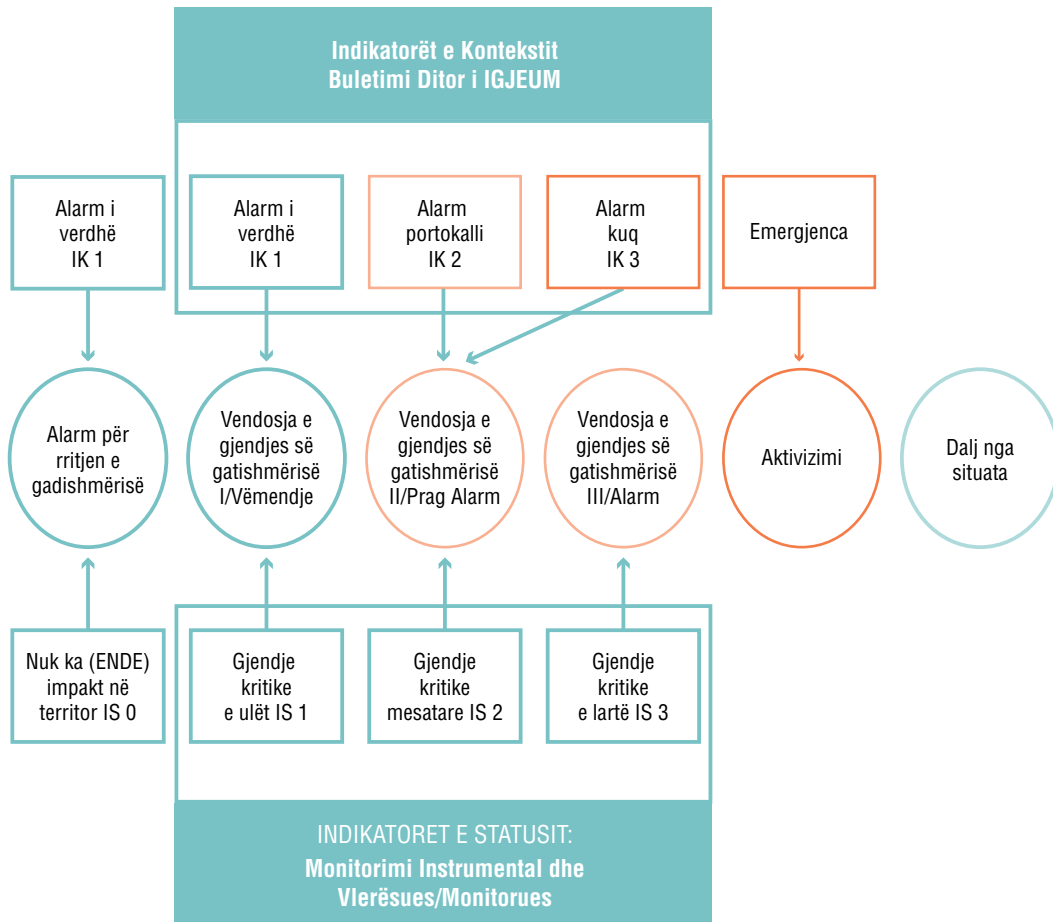 Indikatorët e Kontekstit
Buletimi Ditor i IGJEUM
Alarm i
verdhë
IK 1
Alarm i
verdhë
IK 1
Alarm
portokalli
IK 2
Alarm
kuq
IK 3
Emergjenca
Alarm për
rritjen e
gadishmërisë
Vendosja e
gjendjes së
gatishmërisë
I/Vëmendje
Vendosja e
gjendjes së
gatishmërisë
II/Prag Alarm
Vendosja e
gjendjes së
gatishmërisë
III/Alarm
Aktivizimi
Dalj nga
situata
Nuk ka (ENDE)
impakt në
territor IS 0
Gjendje
kritike
e ulët IS 1
Gjendje
kritike
mesatare IS 2
Gjendje
kritike
e lartë IS 3
INDIKATORET E STATUSIT:
Monitorimi Instrumental dhe
Vlerësues/Monitorues